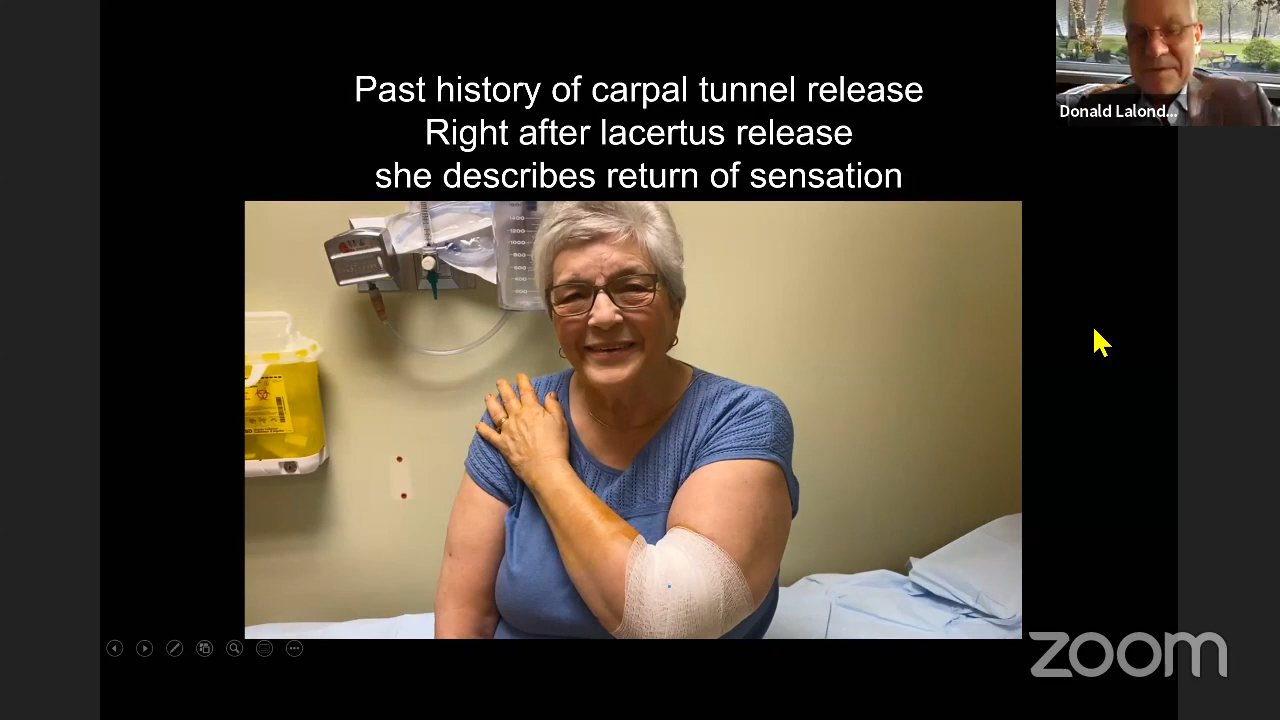 Past history of carpal tunnel release
Right after lacertus release
she describes return of sensation
Donald Lalond...
zoom